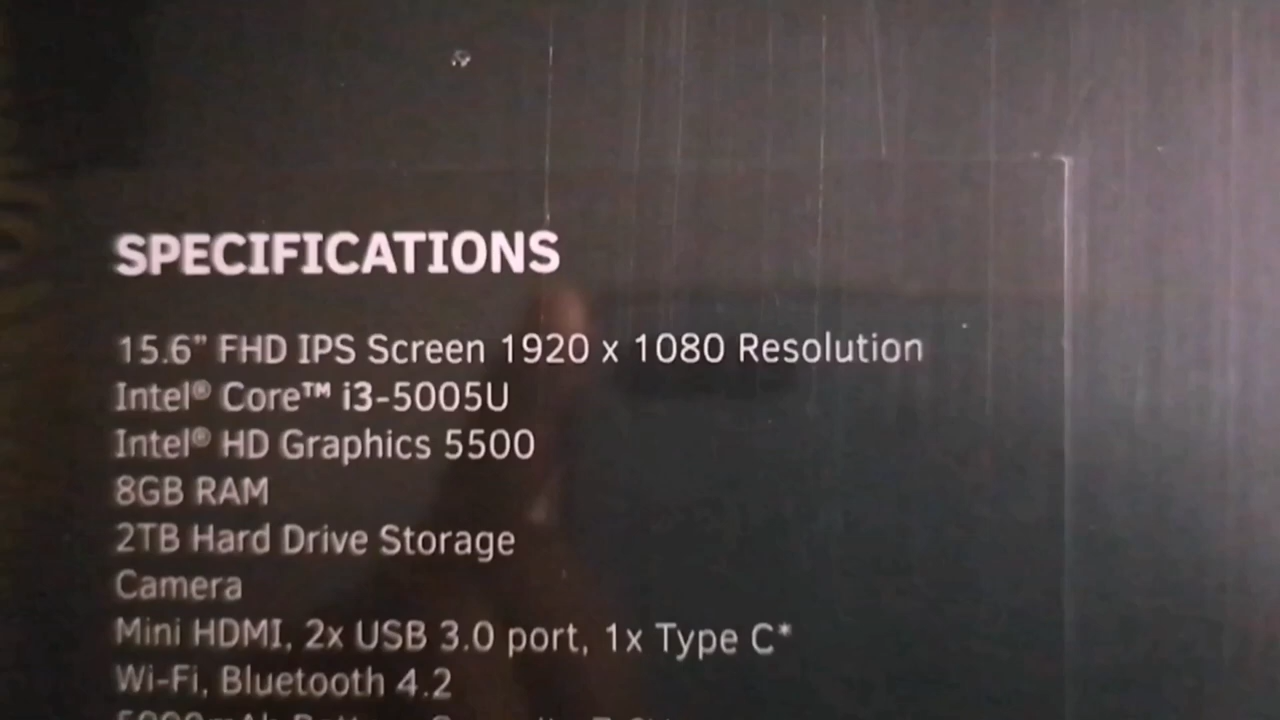 SPECIFICATIONS
15.6” FHD IPS Screen 1920 x 1080 Resolution
Intel® Core™ i3-5005U
Intel® HD Graphics 5500
8GB RAM
2TB Hard Drive Storage
Camera
Mini HDMI, 2x USB 3.0 port, 1x Type C*
Wi-Fi, Bluetooth 4.2